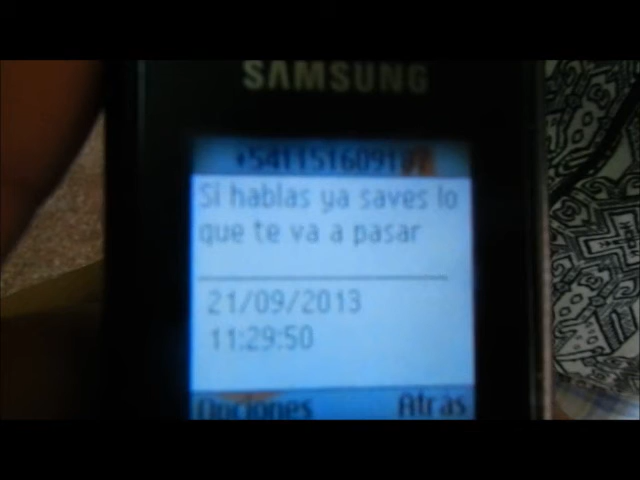 SAMSUNG
Si hablas ya saves lo
que te va a pasar
21/09/2013
11:29:50
Opciones Atrás